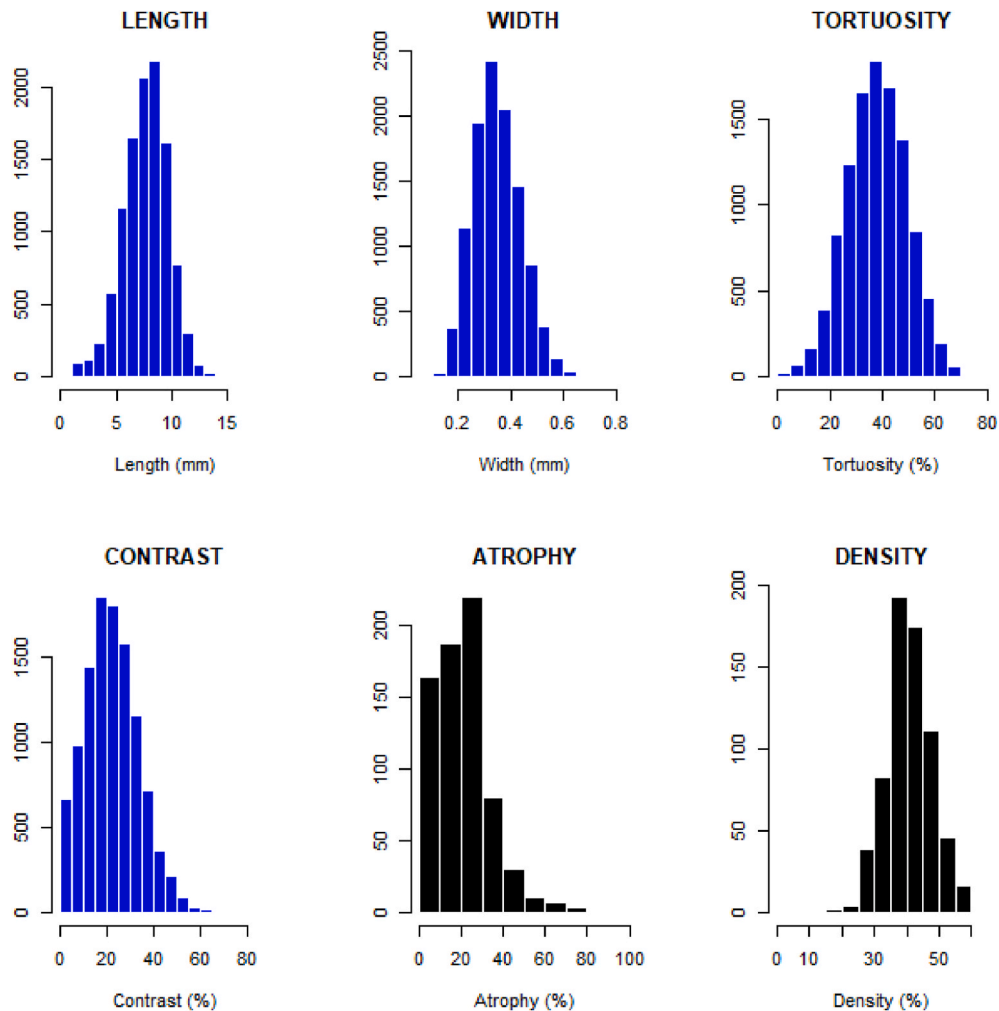 LENGTH
2000
1500
1000
500
0
0 5 10 15
Length (mm)
WIDTH
2500
2000
1500
1000
500
0
0.2 0.4 0.6 0.8
Width (mm)
TORTUOSITY
1500
1000
500
0
0 20 40 60 80
Tortuosity (%)
CONTRAST
1500
1000
500
0
0 20 40 60 80
Contrast (%)
ATROPHY
200
150
100
50
0
0 20 40 60 80 100
Atrophy (%)
DENSITY
200
150
100
50
0
0 10 30 50
Density (%)